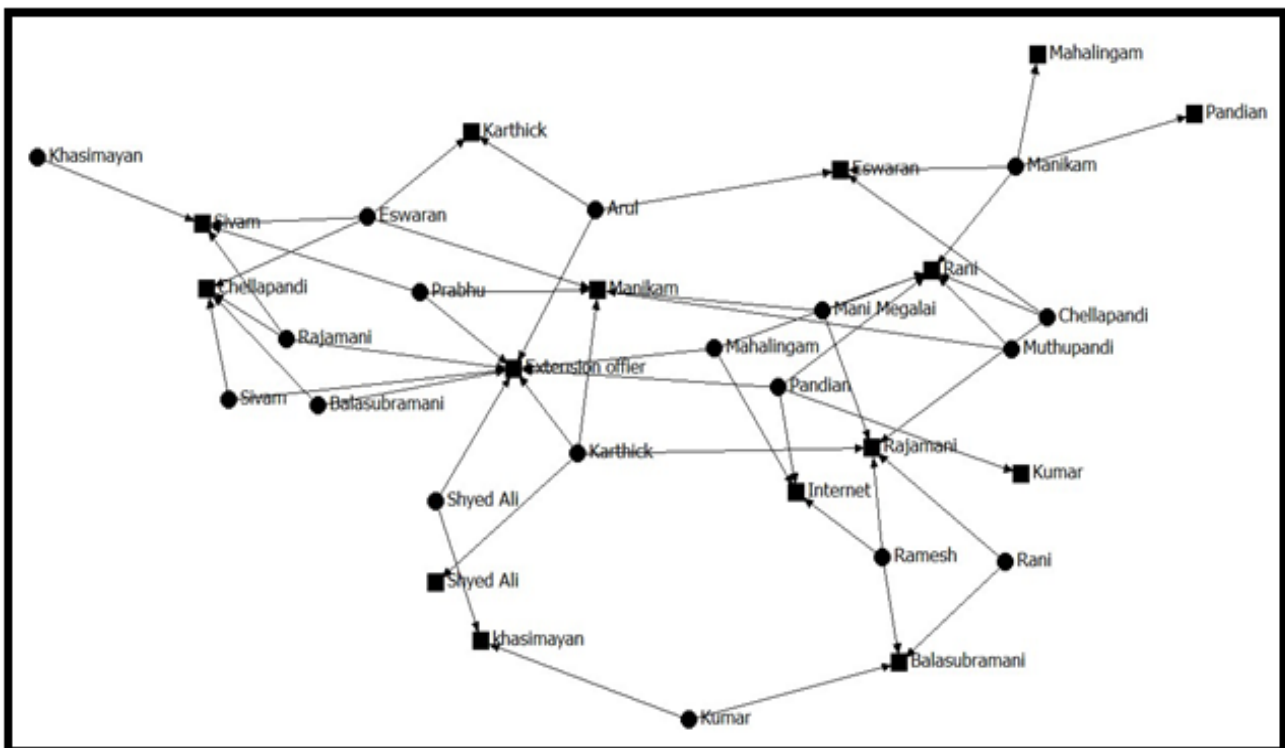 Mahalingam
Pandian
Karthick
Khasimayan
Eswaran
Manikam
Arul
Sivam
Eswaran
Rani
Chellapandi
Prabhu
Manikam
Mani Megalai
Chellapandi
Rajamani
Mahalingam
Muthupandi
Extension offier
Pandian
Sivam
Balasubramani
Karthick
Rajamani
Kumar
Internet
Shyed Ali
Ramesh
Rani
Shyed Ali
khasimayan
Balasubramani
Kumar